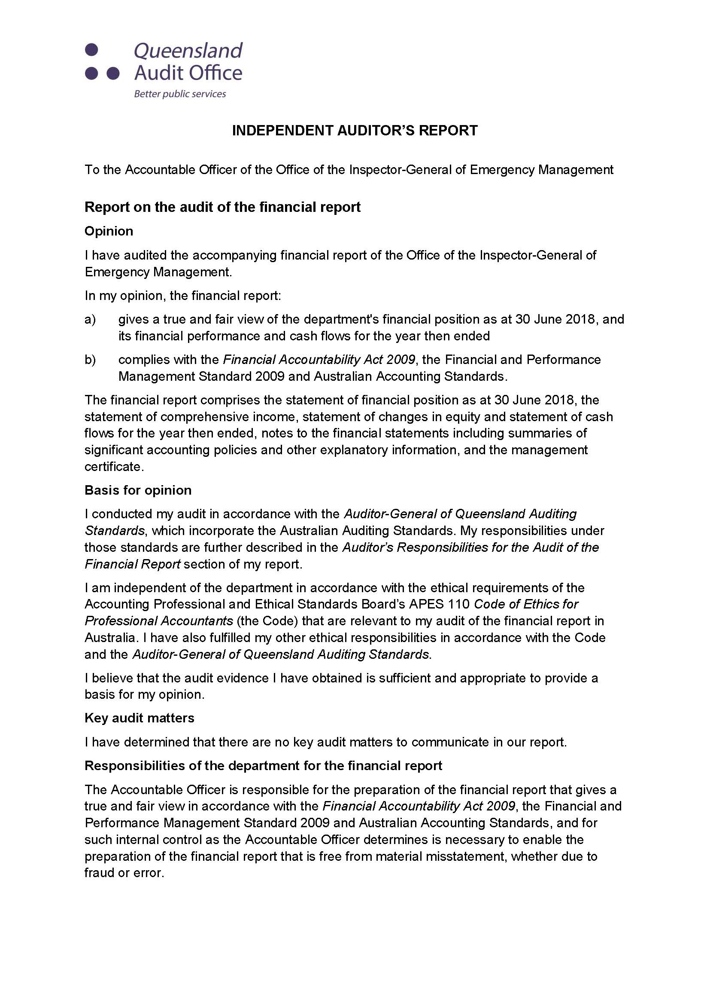 Queensland
Audit Office
Better public services
INDEPENDENT AUDITOR’S REPORT
To the Accountable Officer of the Office of the Inspector-General of Emergency Management
Report on the audit of the financial report
Opinion
I have audited the accompanying financial report of the Office of the Inspector-General of
Emergency Management.
In my opinion, the financial report:
a) gives a true and fair view of the department's financial position as at 30 June 2018, and
its financial performance and cash flows for the year then ended
b) complies with the Financial Accountability Act 2009, the Financial and Performance
Management Standard 2009 and Australian Accounting Standards.
The financial report comprises the statement of financial position as at 30 June 2018, the
statement of comprehensive income, statement of changes in equity and statement of cash
flows for the year then ended, notes to the financial statements including summaries of
significant accounting policies and other explanatory information, and the management
certificate.
Basis for opinion
I conducted my audit in accordance with the Auditor-General of Queensland Auditing
Standards, which incorporate the Australian Auditing Standards. My responsibilities under
those standards are further described in the Auditor’s Responsibilities for the Audit of the
Financial Report section of my report.
I am independent of the department in accordance with the ethical requirements of the
Accounting Professional and Ethical Standards Board’s APES 110 Code of Ethics for
Professional Accountants (the Code) that are relevant to my audit of the financial report in
Australia. I have also fulfilled my other ethical responsibilities in accordance with the Code
and the Auditor-General of Queensland Auditing Standards.
I believe that the audit evidence I have obtained is sufficient and appropriate to provide a
basis for my opinion.
Key audit matters
I have determined that there are no key audit matters to communicate in our report.
Responsibilities of the department for the financial report
The Accountable Officer is responsible for the preparation of the financial report that gives a
true and fair view in accordance with the Financial Accountability Act 2009, the Financial and
Performance Management Standard 2009 and Australian Accounting Standards, and for
such internal control as the Accountable Officer determines is necessary to enable the
preparation of the financial report that is free from material misstatement, whether due to
fraud or error.